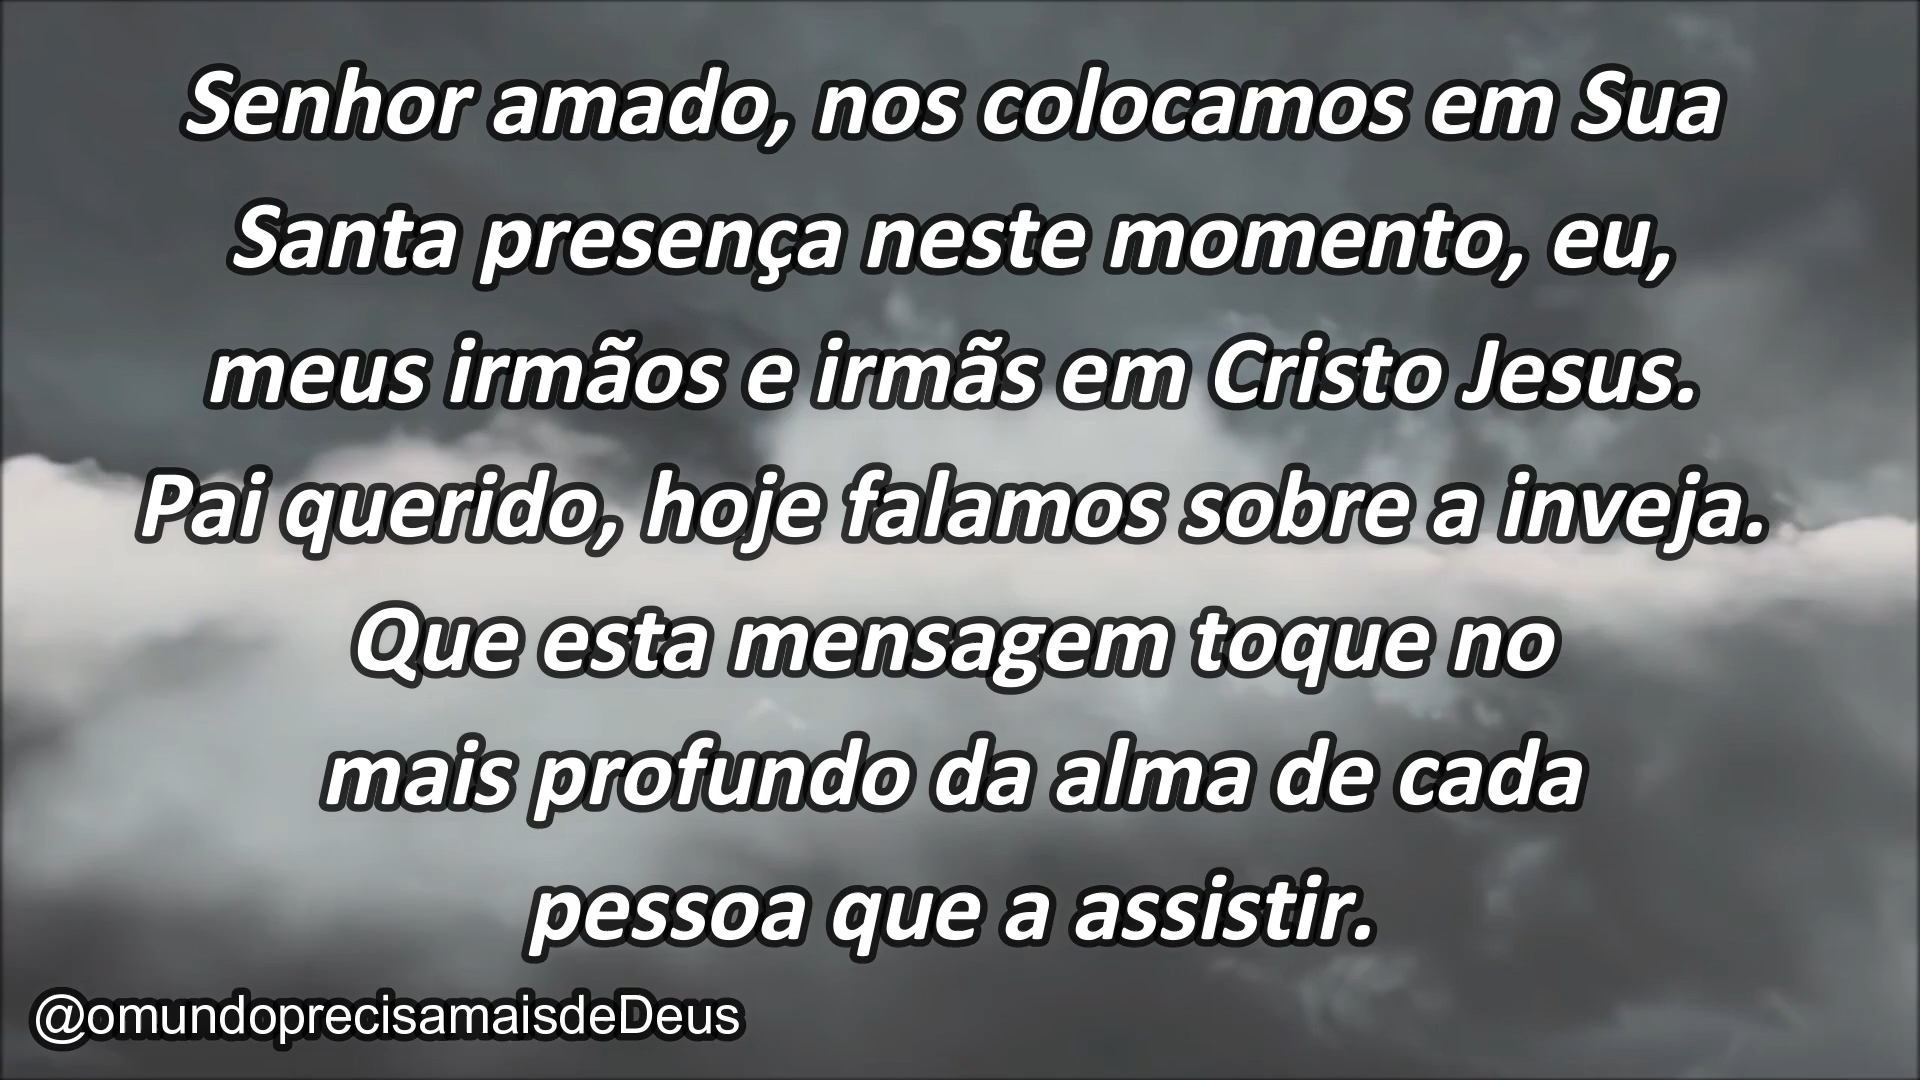 Senhor amado, nos colocamos em Sua
Santa presença neste momento, eu,
meus irmãos e irmãs em Cristo Jesus.
Pai querido, hoje falamos sobre a inveja.
Que esta mensagem toque no
mais profundo da alma de cada
pessoa que a assistir.
@omundoprecisamaisdeDeus